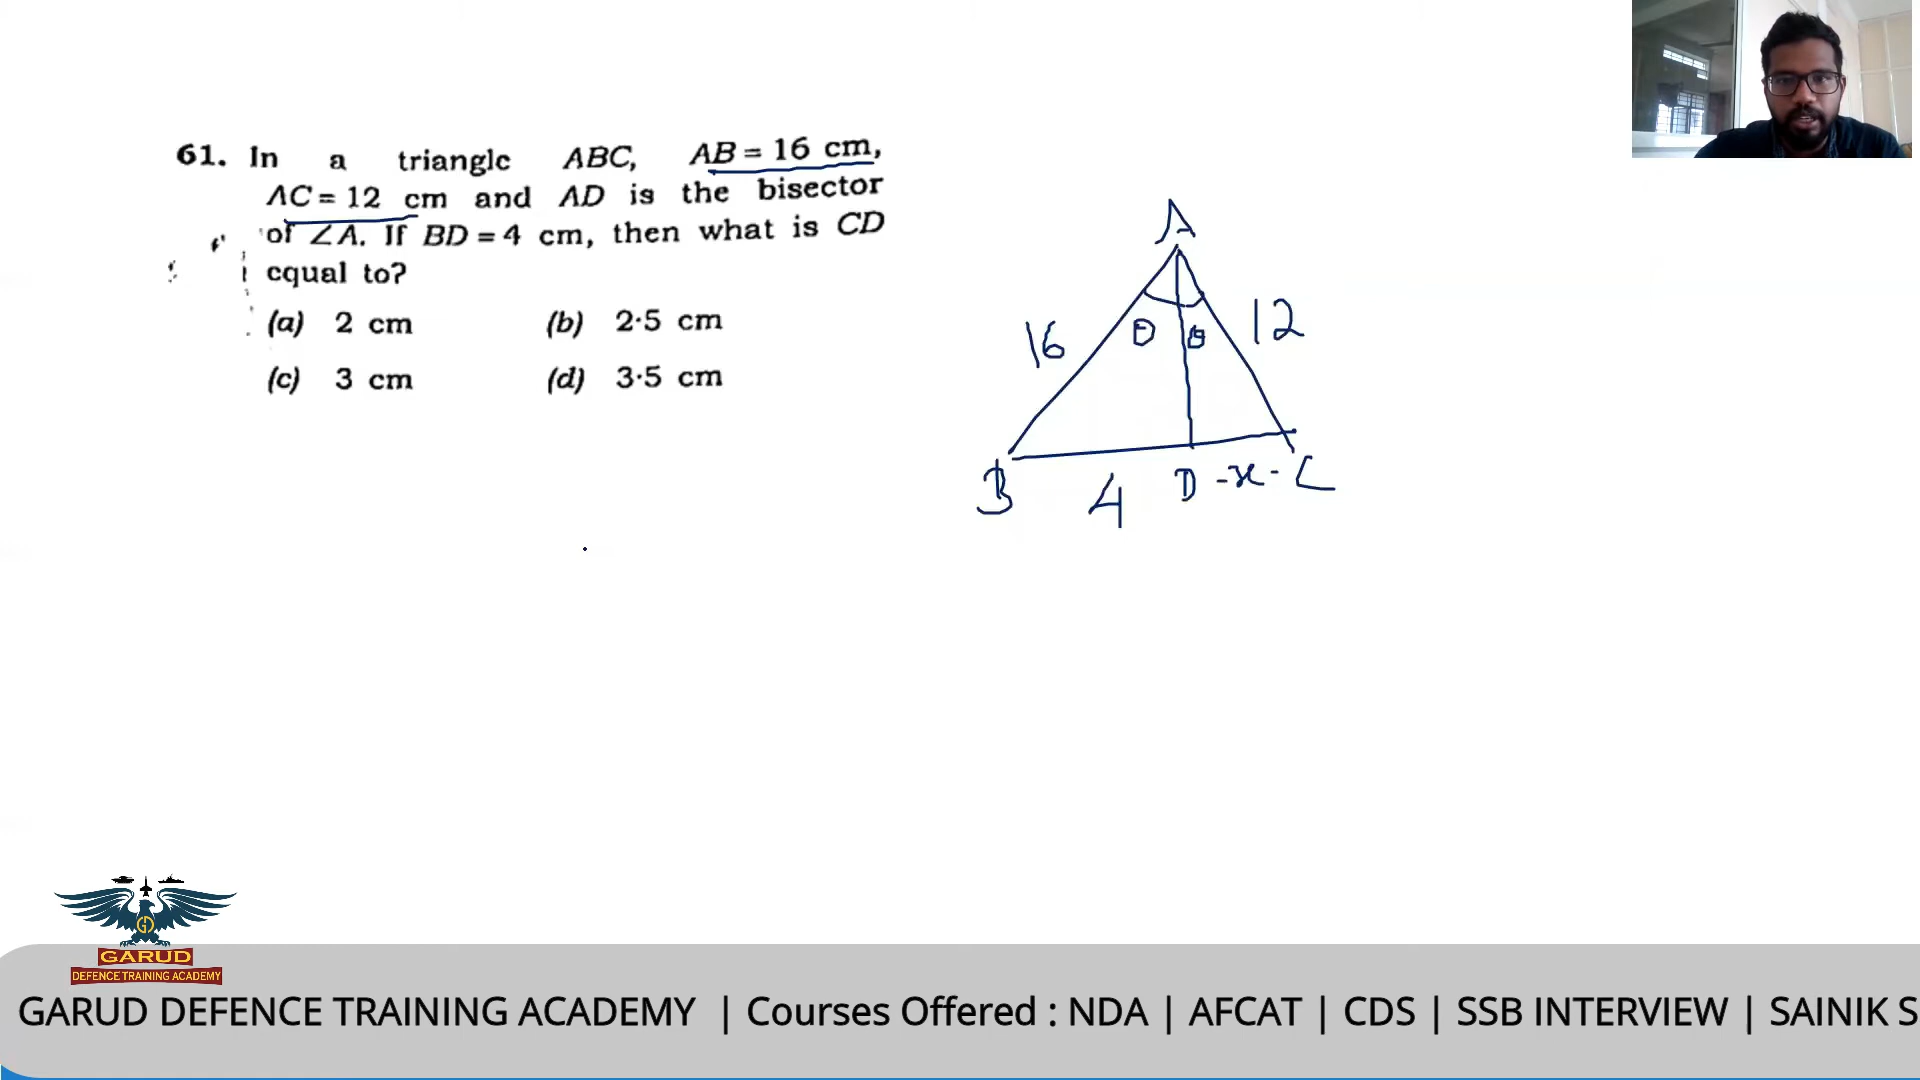 61. In a triangle ABC, AB = 16 cm,
AC = 12 cm and AD is the bisector
of ∠A. If BD = 4 cm, then what is CD
equal to?
(a) 2 cm (b) 2·5 cm
(c) 3 cm (d) 3·5 cm
A
16 θ θ 12
B 4 D -x- C
GARUD
DEFENCE TRAINING ACADEMY
GARUD DEFENCE TRAINING ACADEMY | Courses Offered : NDA | AFCAT | CDS | SSB INTERVIEW | SAINIK S